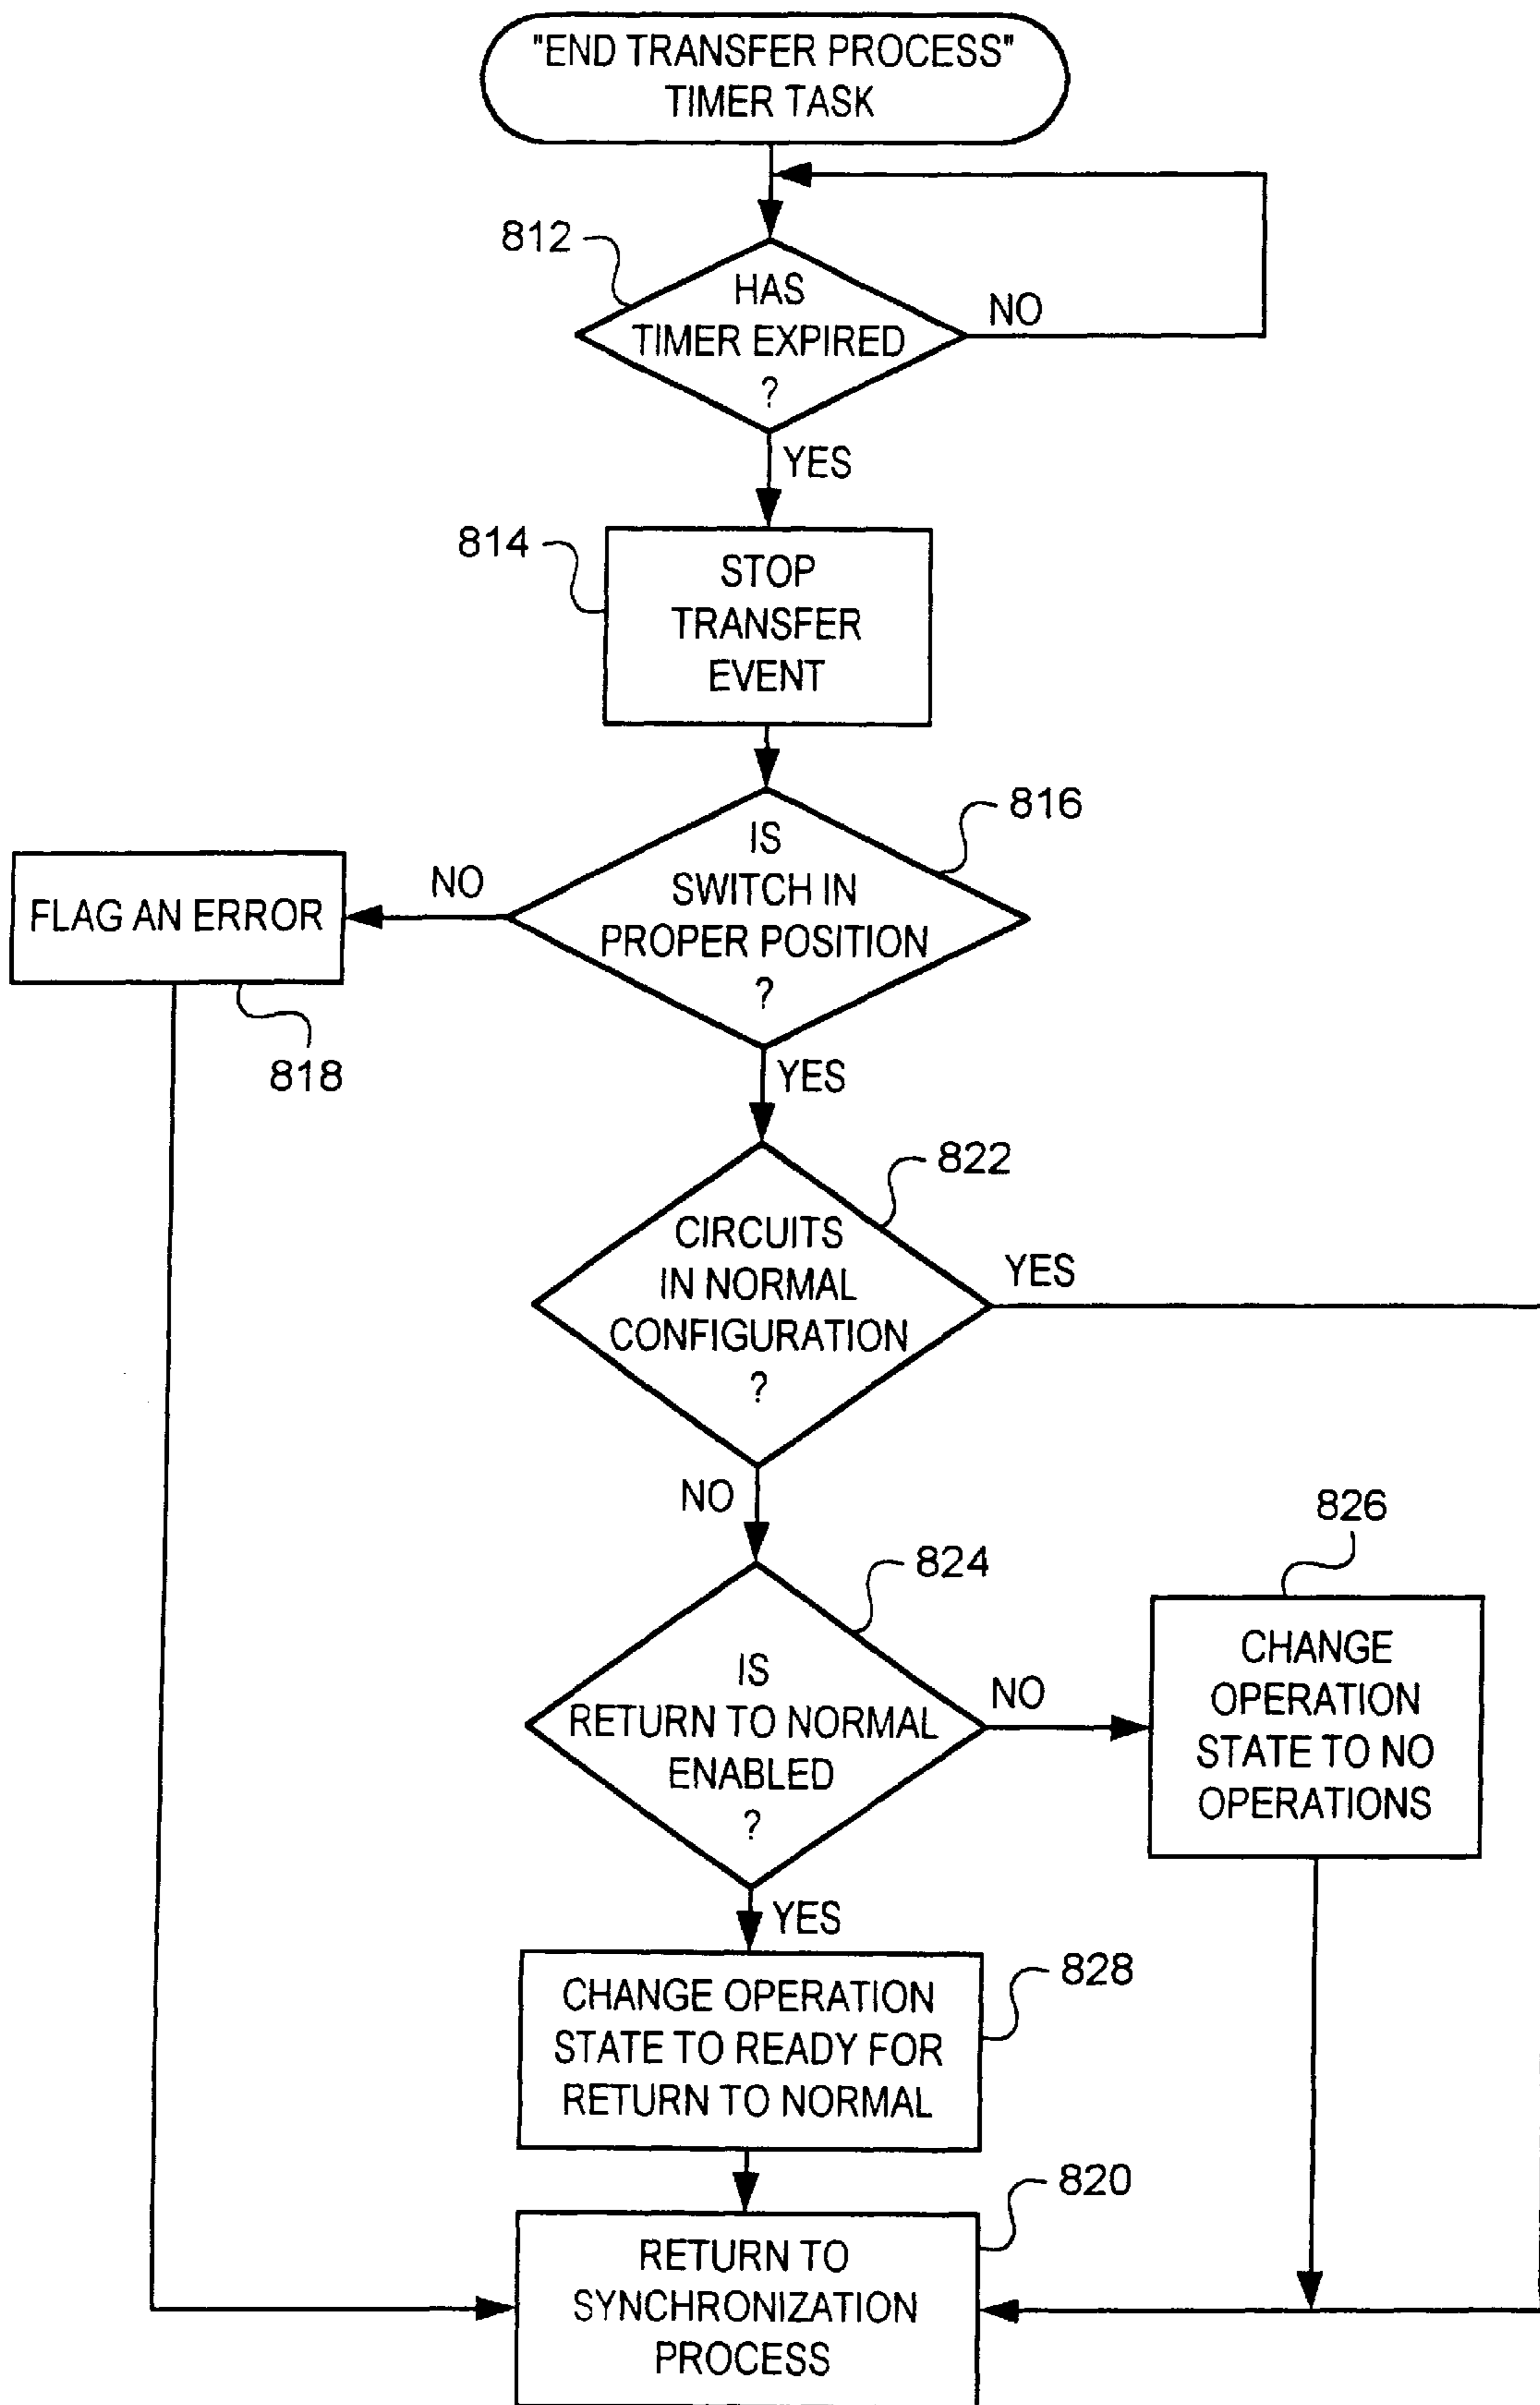 "END TRANSFER PROCESS"
TIMER TASK
812
HAS
TIMER EXPIRED
?
NO
YES
814
STOP
TRANSFER
EVENT
816
IS
SWITCH IN
PROPER POSITION
?
NO
FLAG AN ERROR
818
YES
822
CIRCUITS
IN NORMAL
CONFIGURATION
?
YES
NO
824
IS
RETURN TO NORMAL
ENABLED
?
NO
826
CHANGE
OPERATION
STATE TO NO
OPERATIONS
YES
828
CHANGE OPERATION
STATE TO READY FOR
RETURN TO NORMAL
820
RETURN TO
SYNCHRONIZATION
PROCESS